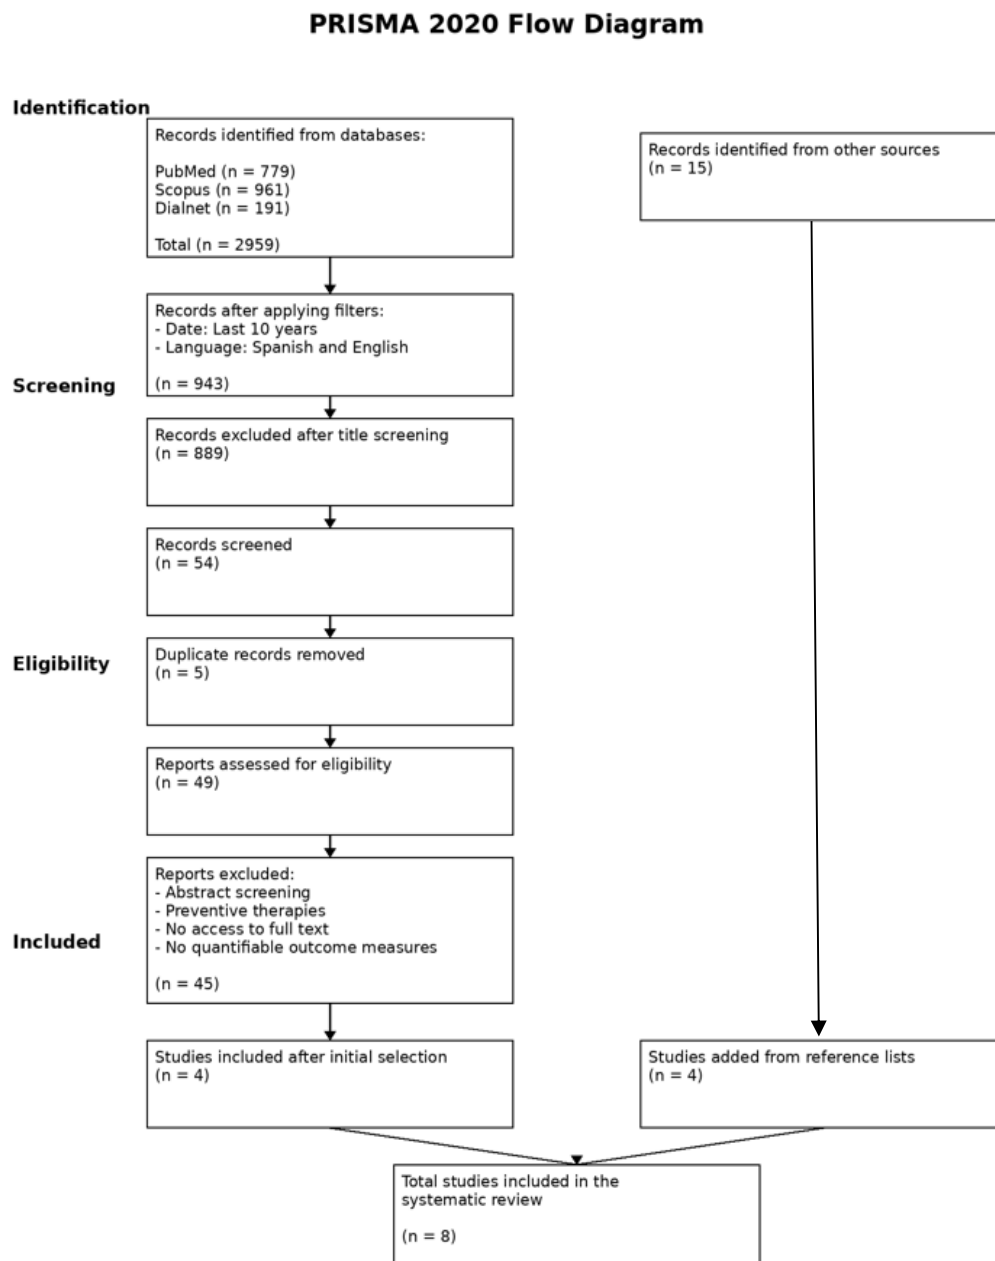 PRISMA 2020 Flow Diagram
Identification
Records identified from databases:
PubMed (n = 779)
Scopus (n = 961)
Dialnet (n = 191)
Total (n = 2959)
Records identified from other sources
(n = 15)
Records after applying filters:
- Date: Last 10 years
- Language: Spanish and English
(n = 943)
Screening
Records excluded after title screening
(n = 889)
Records screened
(n = 54)
Eligibility
Duplicate records removed
(n = 5)
Reports assessed for eligibility
(n = 49)
Reports excluded:
- Abstract screening
- Preventive therapies
- No access to full text
- No quantifiable outcome measures
(n = 45)
Included
Studies included after initial selection
(n = 4)
Studies added from reference lists
(n = 4)
Total studies included in the
systematic review
(n = 8)